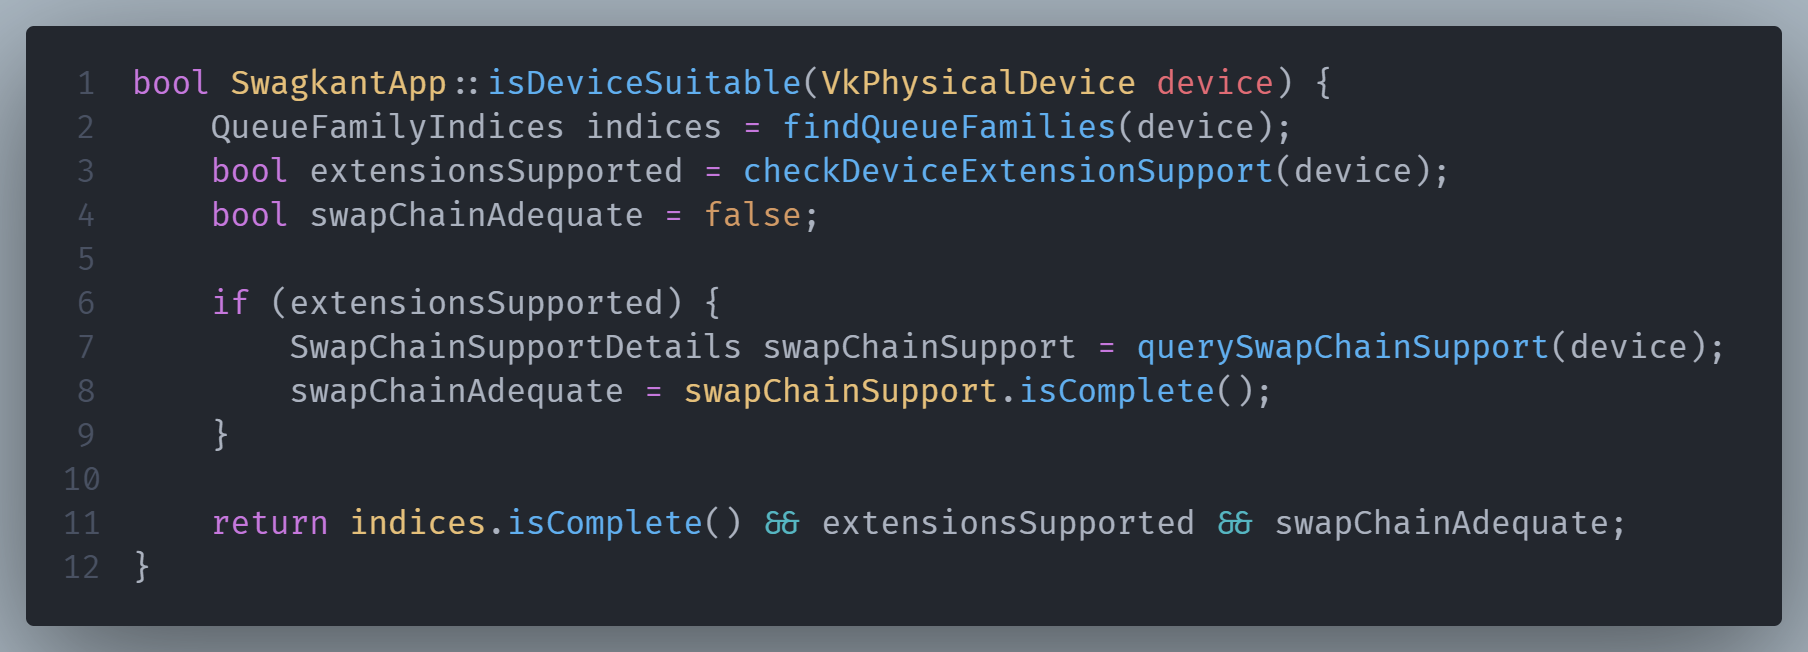 1 bool SwagkantApp::isDeviceSuitable(VkPhysicalDevice device) {
2     QueueFamilyIndices indices = findQueueFamilies(device);
3     bool extensionsSupported = checkDeviceExtensionSupport(device);
4     bool swapChainAdequate = false;
5
6     if (extensionsSupported) {
7         SwapChainSupportDetails swapChainSupport = querySwapChainSupport(device);
8         swapChainAdequate = swapChainSupport.isComplete();
9     }
10
11     return indices.isComplete() && extensionsSupported && swapChainAdequate;
12 }